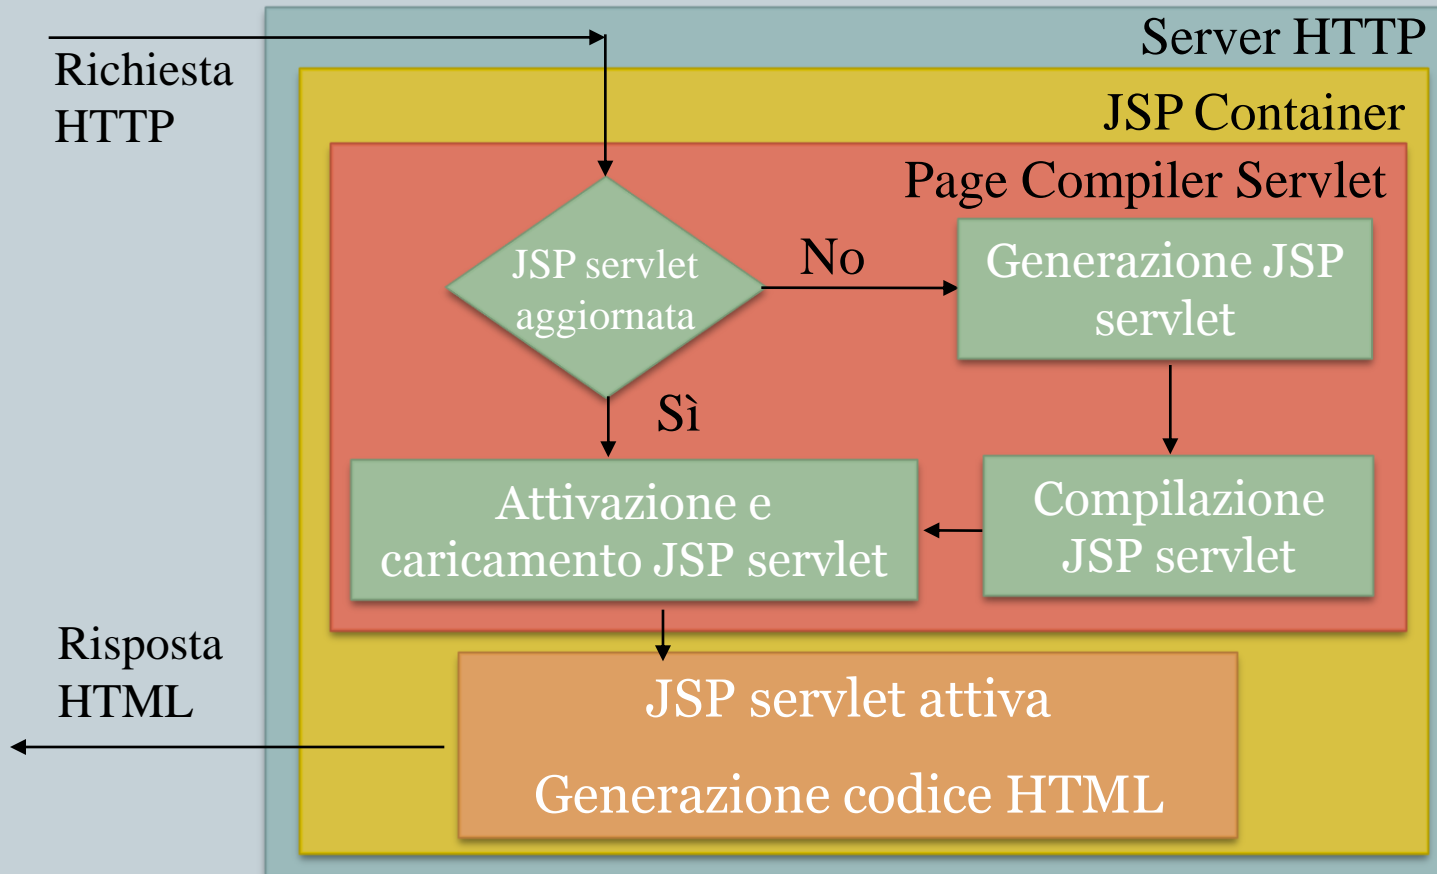 Server HTTP
Richiesta
HTTP
JSP Container
Page Compiler Servlet
JSP servlet
aggiornata
No
Generazione JSP
servlet
Sì
Attivazione e
caricamento JSP servlet
Compilazione
JSP servlet
Risposta
HTML
JSP servlet attiva
Generazione codice HTML